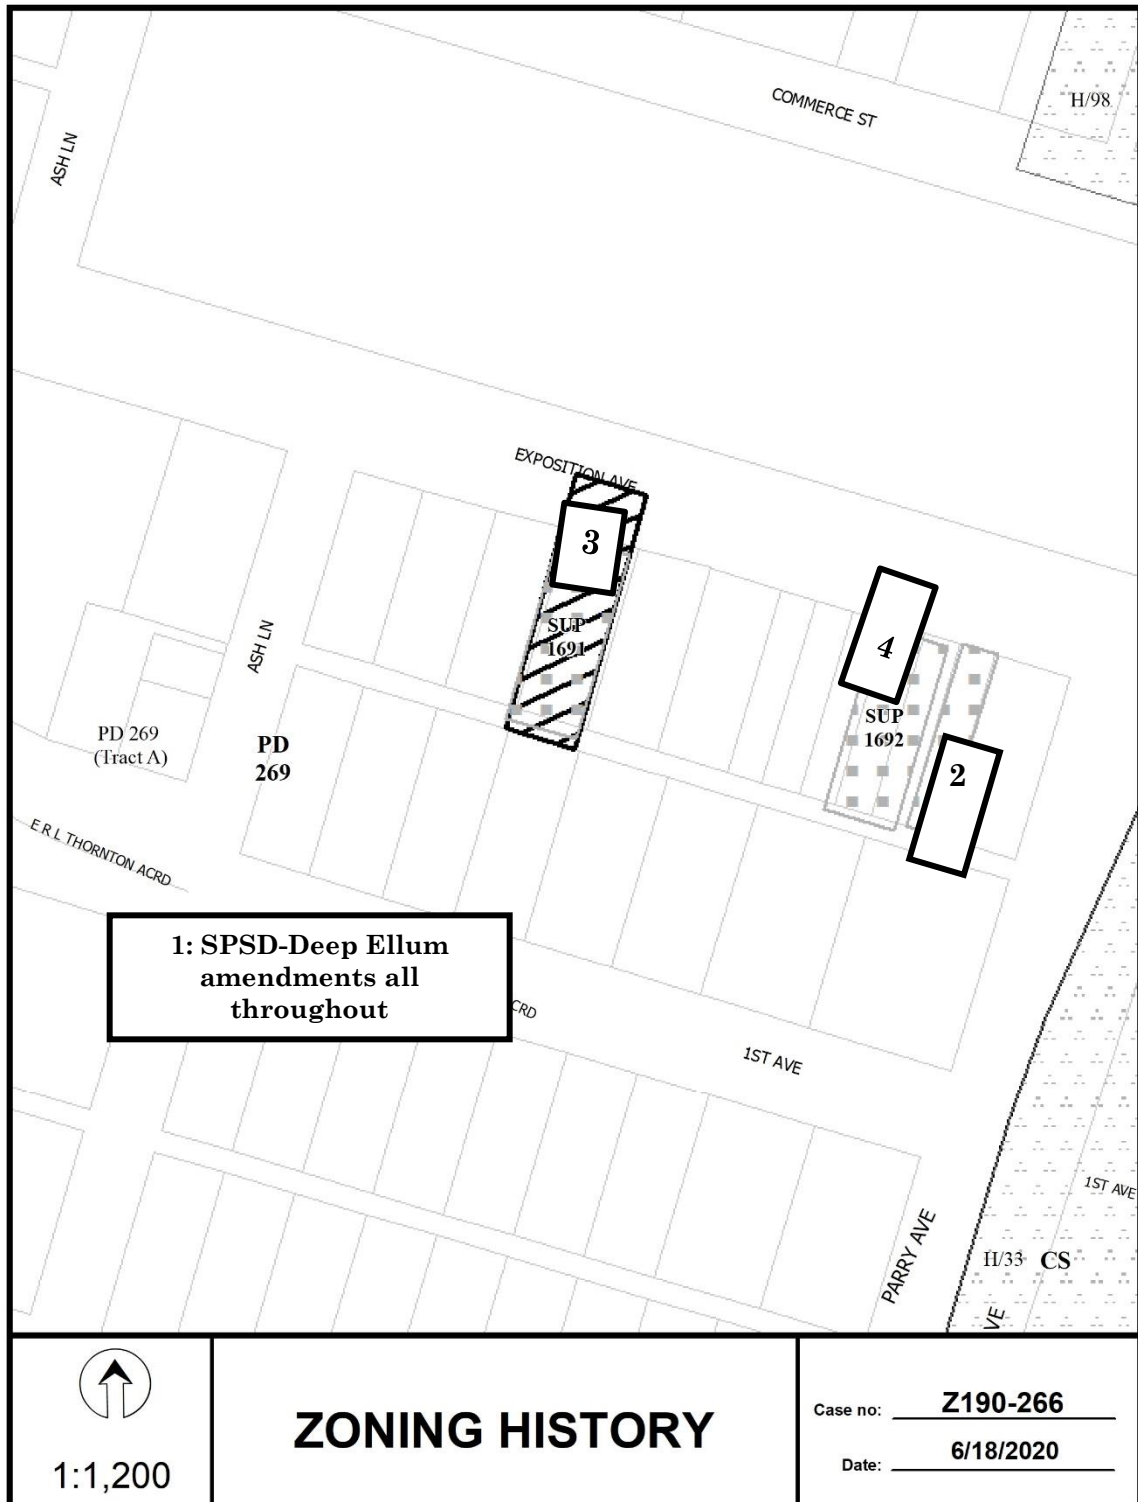 COMMERCE ST
H/98
ASH LN
EXPOSITION AVE
3
SUP
1691
4
SUP
1692
2
ASH LN
PD 269
(Tract A)
PD
269
E R L THORNTON ACRD
1: SPSD-Deep Ellum
amendments all
throughout
CRD
1ST AVE
1ST AVE
PARRY AVE
H/33 CS
VE
1:1,200
ZONING HISTORY
Case no: Z190-266
Date: 6/18/2020